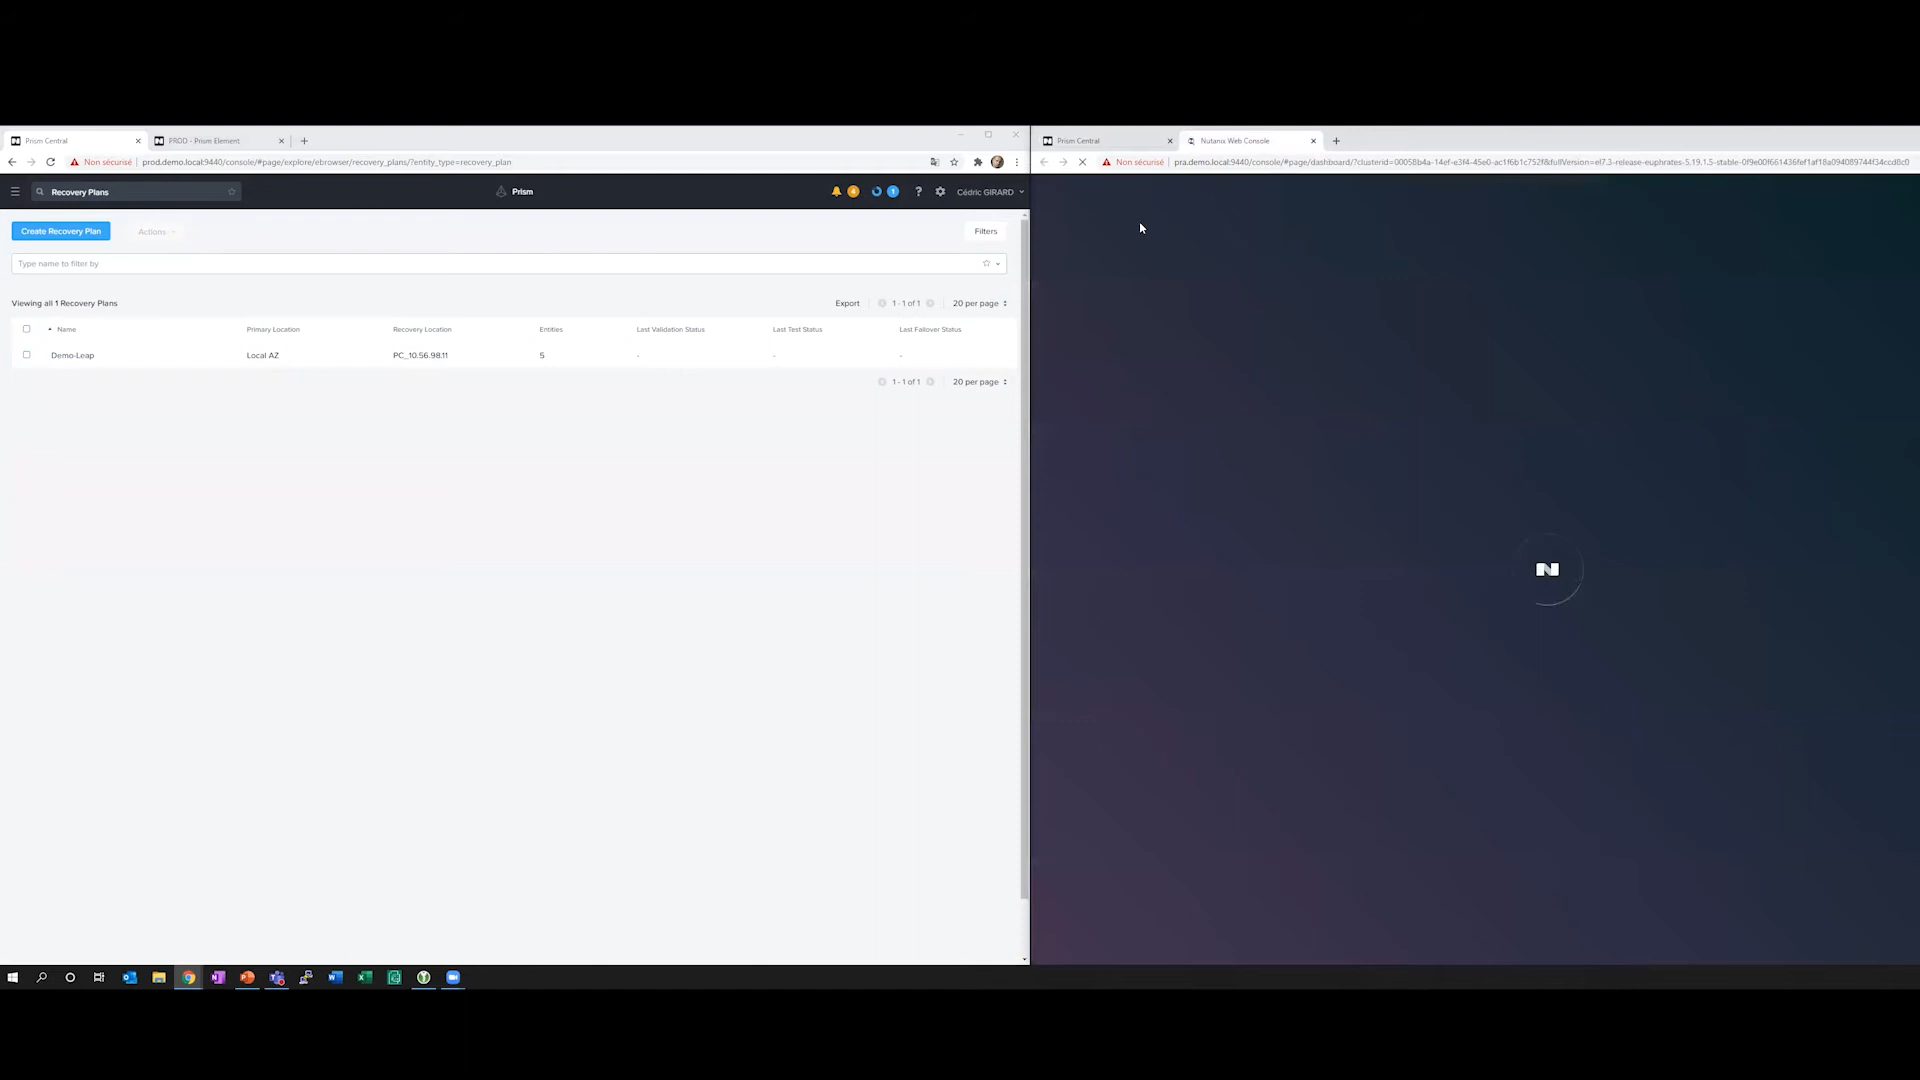 Prism Central
PROD - Prism Element
Non sécurisé
prod.demo.local:9440/console/#page/explore/ebrowser/recovery_plans/?entity_type=recovery_plan
Recovery Plans
Prism
4
1
?
Cédric GIRARD
Create Recovery Plan
Actions
Filters
Type name to filter by
Viewing all 1 Recovery Plans
Export
1 - 1 of 1
20 per page
Name
Primary Location
Recovery Location
Entities
Last Validation Status
Last Test Status
Last Failover Status
Demo-Leap
Local AZ
PC_10.56.98.11
5
-
-
-
1 - 1 of 1
20 per page
Prism Central
Nutanix Web Console
Non sécurisé
pra.demo.local:9440/console/#page/dashboard/?clusterid=00058b4a-14ef-e3f4-45e0-ac1f6b1c752f&fullVersion=el7.3-release-euphrates-5.19.1.5-stable-0f9e00f661436fef1af18a094089744f34ccd8c0